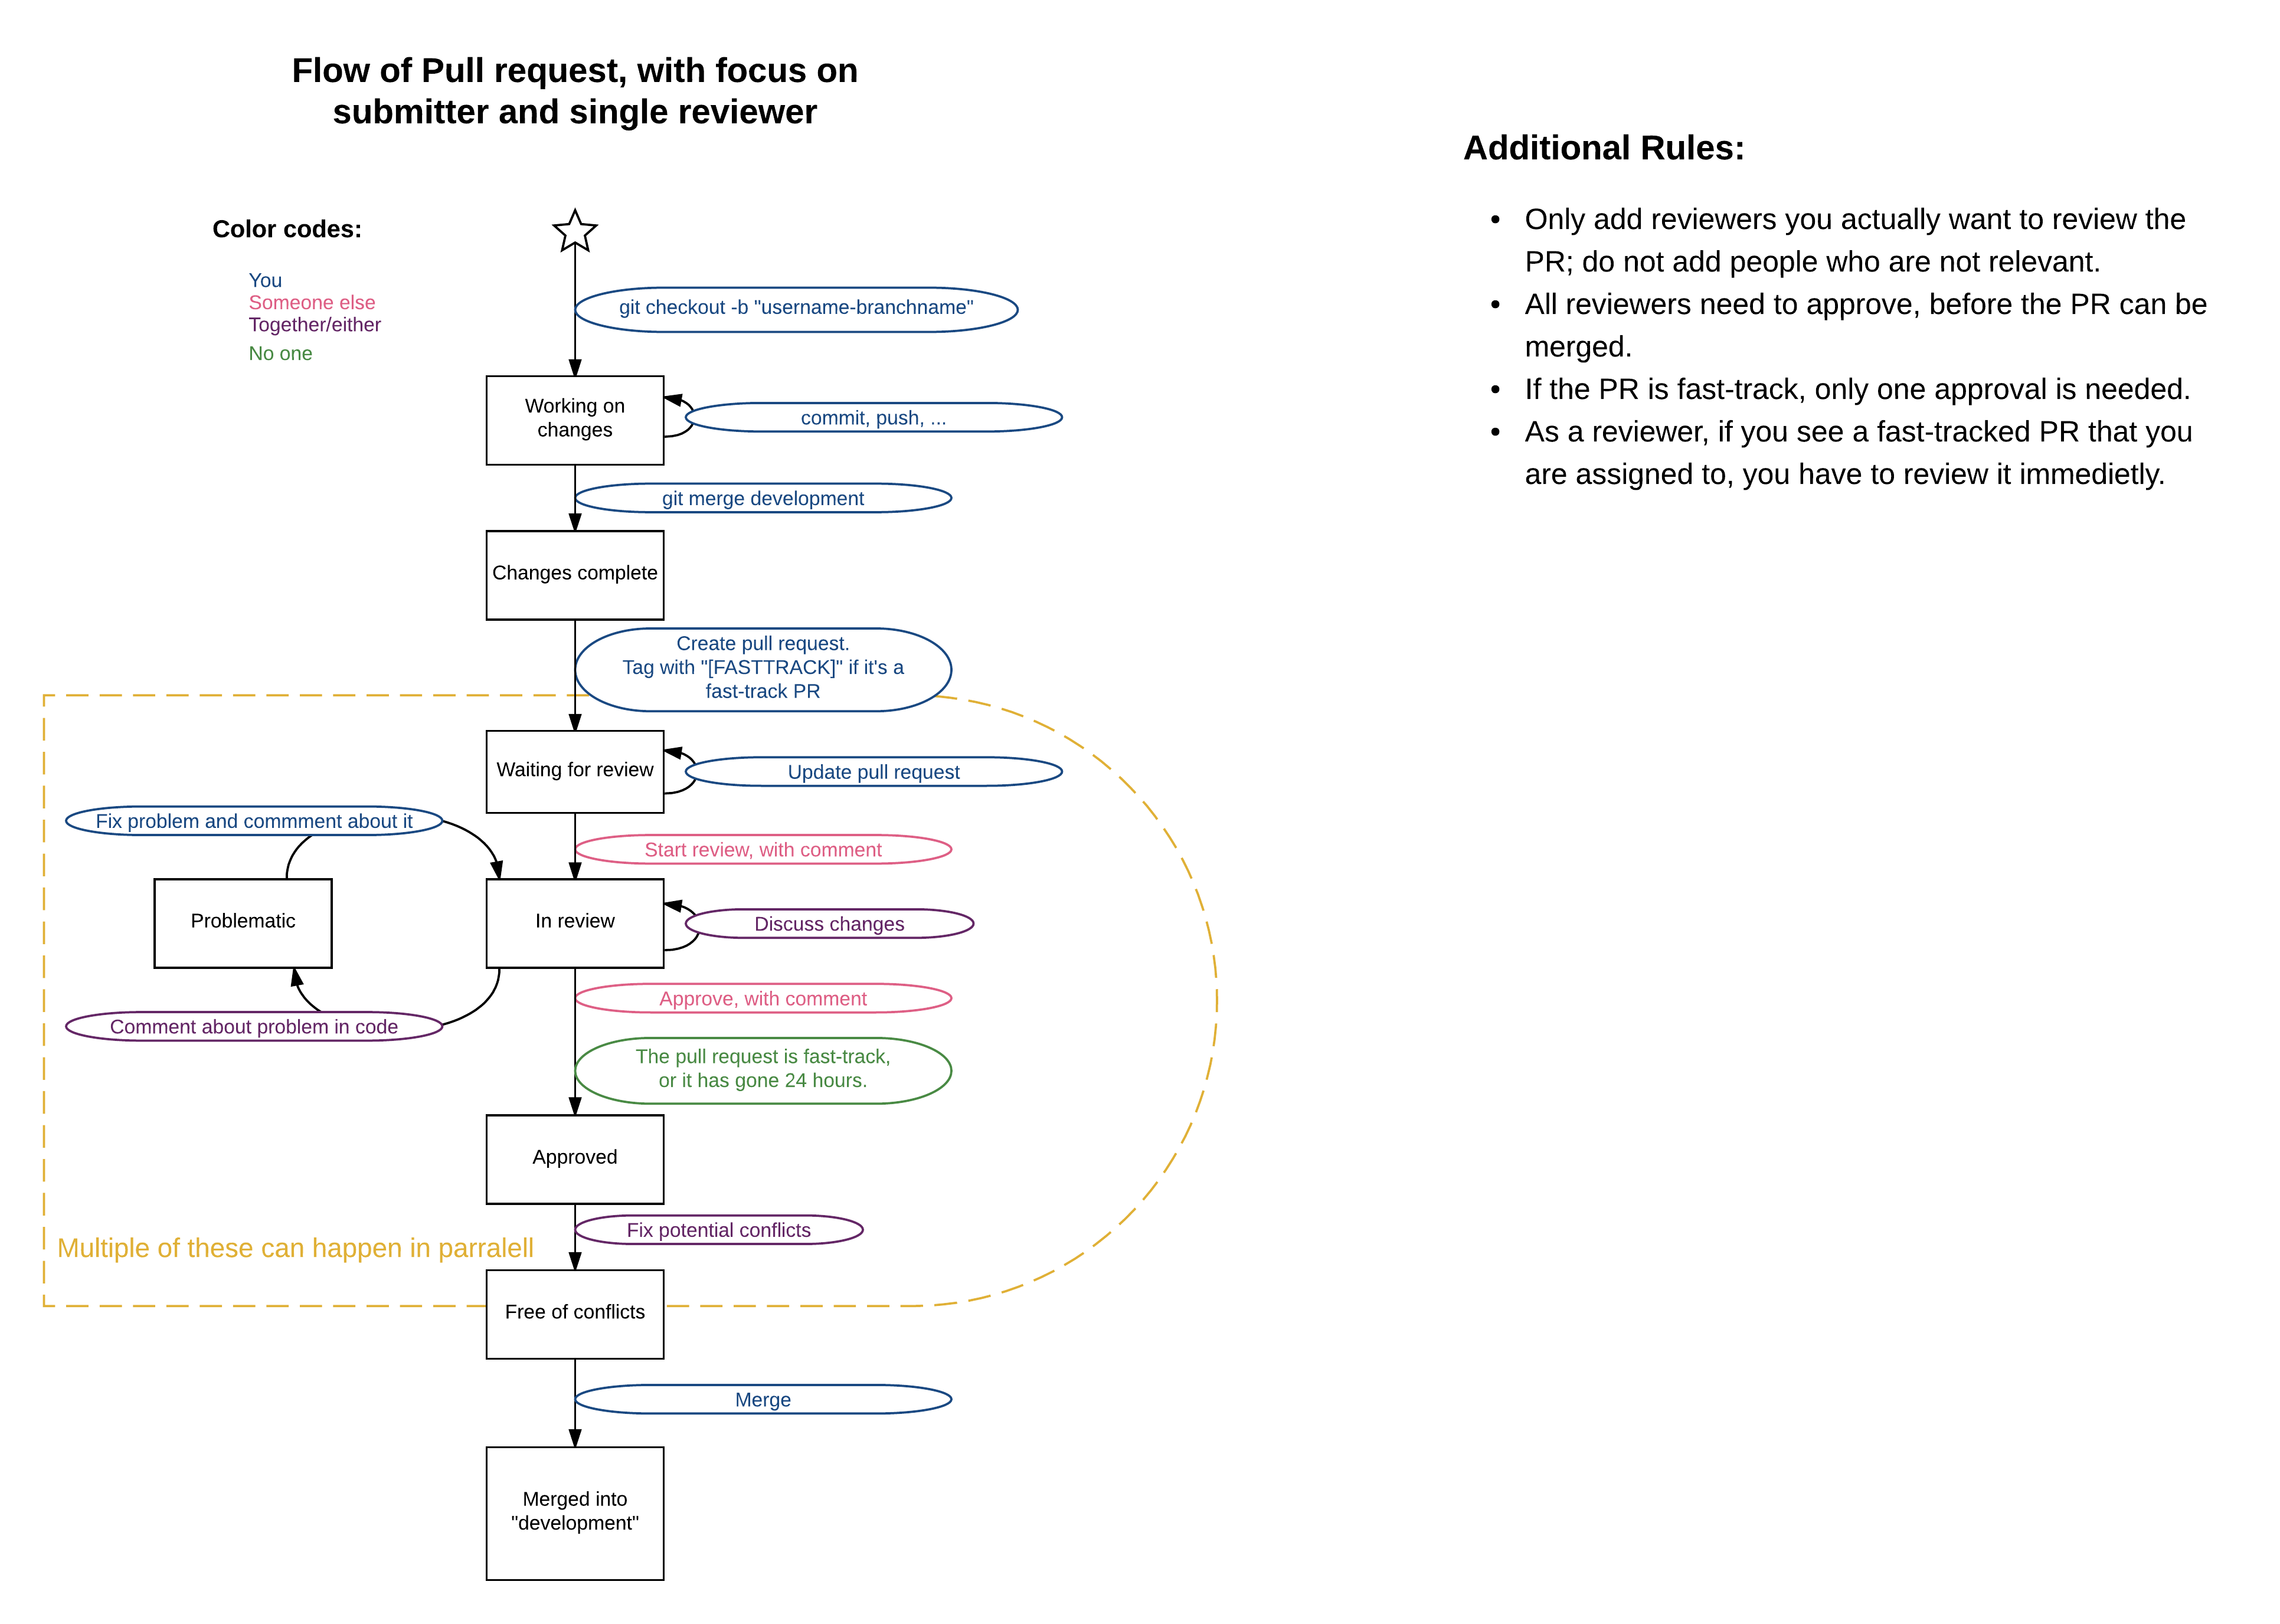 Flow of Pull request, with focus on
submitter and single reviewer
Color codes:
You
Someone else
Together/either
No one
git checkout -b "username-branchname"
Working on
changes
commit, push, ...
git merge development
Changes complete
Create pull request.
Tag with "[FASTTRACK]" if it's a
fast-track PR
Waiting for review
Update pull request
Fix problem and commment about it
Start review, with comment
Problematic
In review
Discuss changes
Approve, with comment
Comment about problem in code
The pull request is fast-track,
or it has gone 24 hours.
Approved
Fix potential conflicts
Multiple of these can happen in parralell
Free of conflicts
Merge
Merged into
"development"
Additional Rules:
• Only add reviewers you actually want to review the
PR; do not add people who are not relevant.
• All reviewers need to approve, before the PR can be
merged.
• If the PR is fast-track, only one approval is needed.
• As a reviewer, if you see a fast-tracked PR that you
are assigned to, you have to review it immedietly.